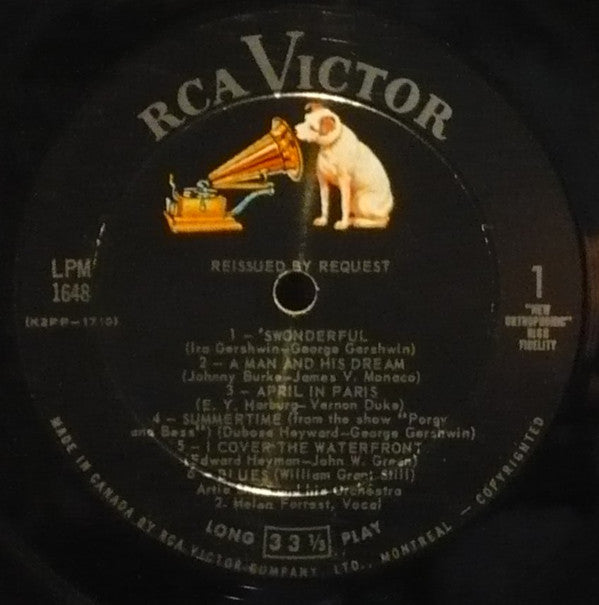 RCA VICTOR
REISSUED BY REQUEST
LPM
1648
1
"NEW
ORTHOPHONIC"
HIGH
FIDELITY
1 – 'SWONDERFUL
(Ira Gershwin–George Gershwin)
2 – A MAN AND HIS DREAM
(Johnny Burke–James V. Monaco)
3 – APRIL IN PARIS
(E. Y. Harburg–Vernon Duke)
4 – SUMMERTIME (from the show "Porgy
and Bess") (Dubose Heyward–George Gershwin)
5 – I COVER THE WATERFRONT
(Edward Heyman–John W. Green)
6 – BLUES (William Grant Still)
Artie and his Orchestra
2- Helen Forrest, Vocal
LONG 33 1/3 PLAY
MADE IN CANADA BY RCA VICTOR COMPANY, LTD., MONTREAL – COPYRIGHTED